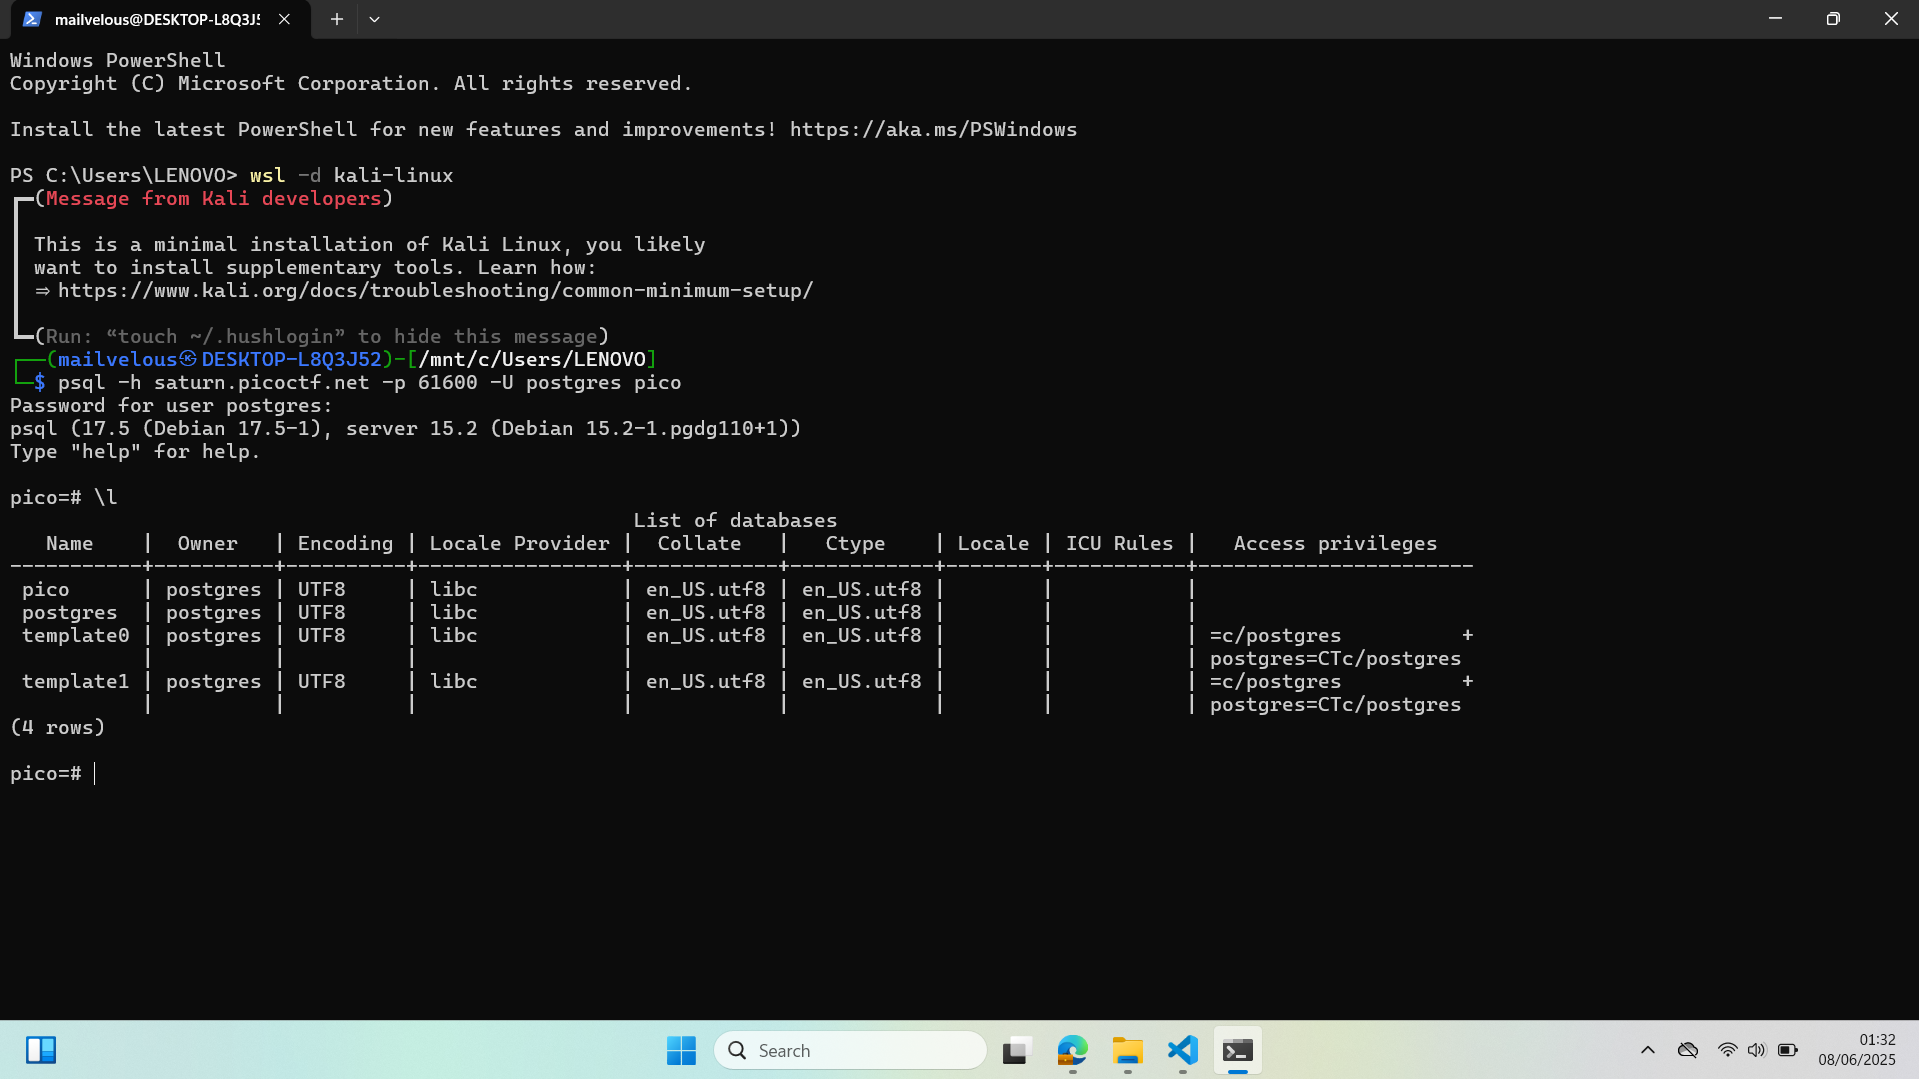 mailvelous@DESKTOP-L8Q3J5
Windows PowerShell
Copyright (C) Microsoft Corporation. All rights reserved.
Install the latest PowerShell for new features and improvements! https://aka.ms/PSWindows
PS C:\Users\LENOVO> wsl -d kali-linux
(Message from Kali developers)
This is a minimal installation of Kali Linux, you likely
want to install supplementary tools. Learn how:
⇒ https://www.kali.org/docs/troubleshooting/common-minimum-setup/
(Run: “touch ~/.hushlogin” to hide this message)
┌──(mailvelous㉿DESKTOP-L8Q3J52)-[/mnt/c/Users/LENOVO]
└─$ psql -h saturn.picoctf.net -p 61600 -U postgres pico
Password for user postgres:
psql (17.5 (Debian 17.5-1), server 15.2 (Debian 15.2-1.pgdg110+1))
Type "help" for help.
pico=# \l
List of databases
Name | Owner | Encoding | Locale Provider | Collate | Ctype | Locale | ICU Rules | Access privileges
-----------+----------+----------+-----------------+------------+------------+--------+-----------+-----------------------
pico | postgres | UTF8 | libc | en_US.utf8 | en_US.utf8 | | |
postgres | postgres | UTF8 | libc | en_US.utf8 | en_US.utf8 | | |
template0 | postgres | UTF8 | libc | en_US.utf8 | en_US.utf8 | | | =c/postgres +
| | | | | | | | postgres=CTc/postgres
template1 | postgres | UTF8 | libc | en_US.utf8 | en_US.utf8 | | | =c/postgres +
| | | | | | | | postgres=CTc/postgres
(4 rows)
pico=#
Search
01:32
08/06/2025